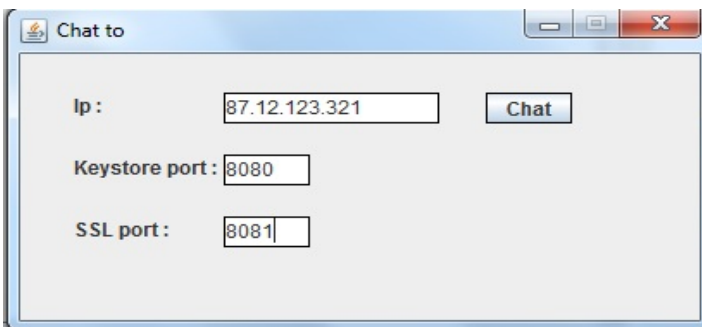 Chat to
Ip : 87.12.123.321 Chat
Keystore port : 8080
SSL port : 8081